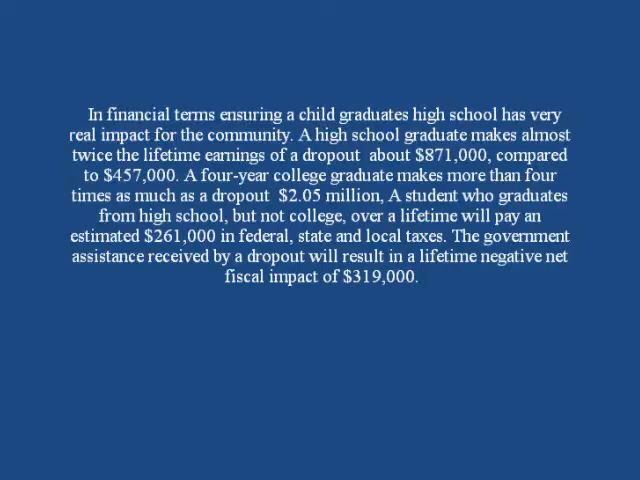 In financial terms ensuring a child graduates high school has very
real impact for the community. A high school graduate makes almost
twice the lifetime earnings of a dropout  about $871,000, compared
to $457,000. A four-year college graduate makes more than four
times as much as a dropout  $2.05 million, A student who graduates
from high school, but not college, over a lifetime will pay an
estimated $261,000 in federal, state and local taxes. The government
assistance received by a dropout will result in a lifetime negative net
fiscal impact of $319,000.